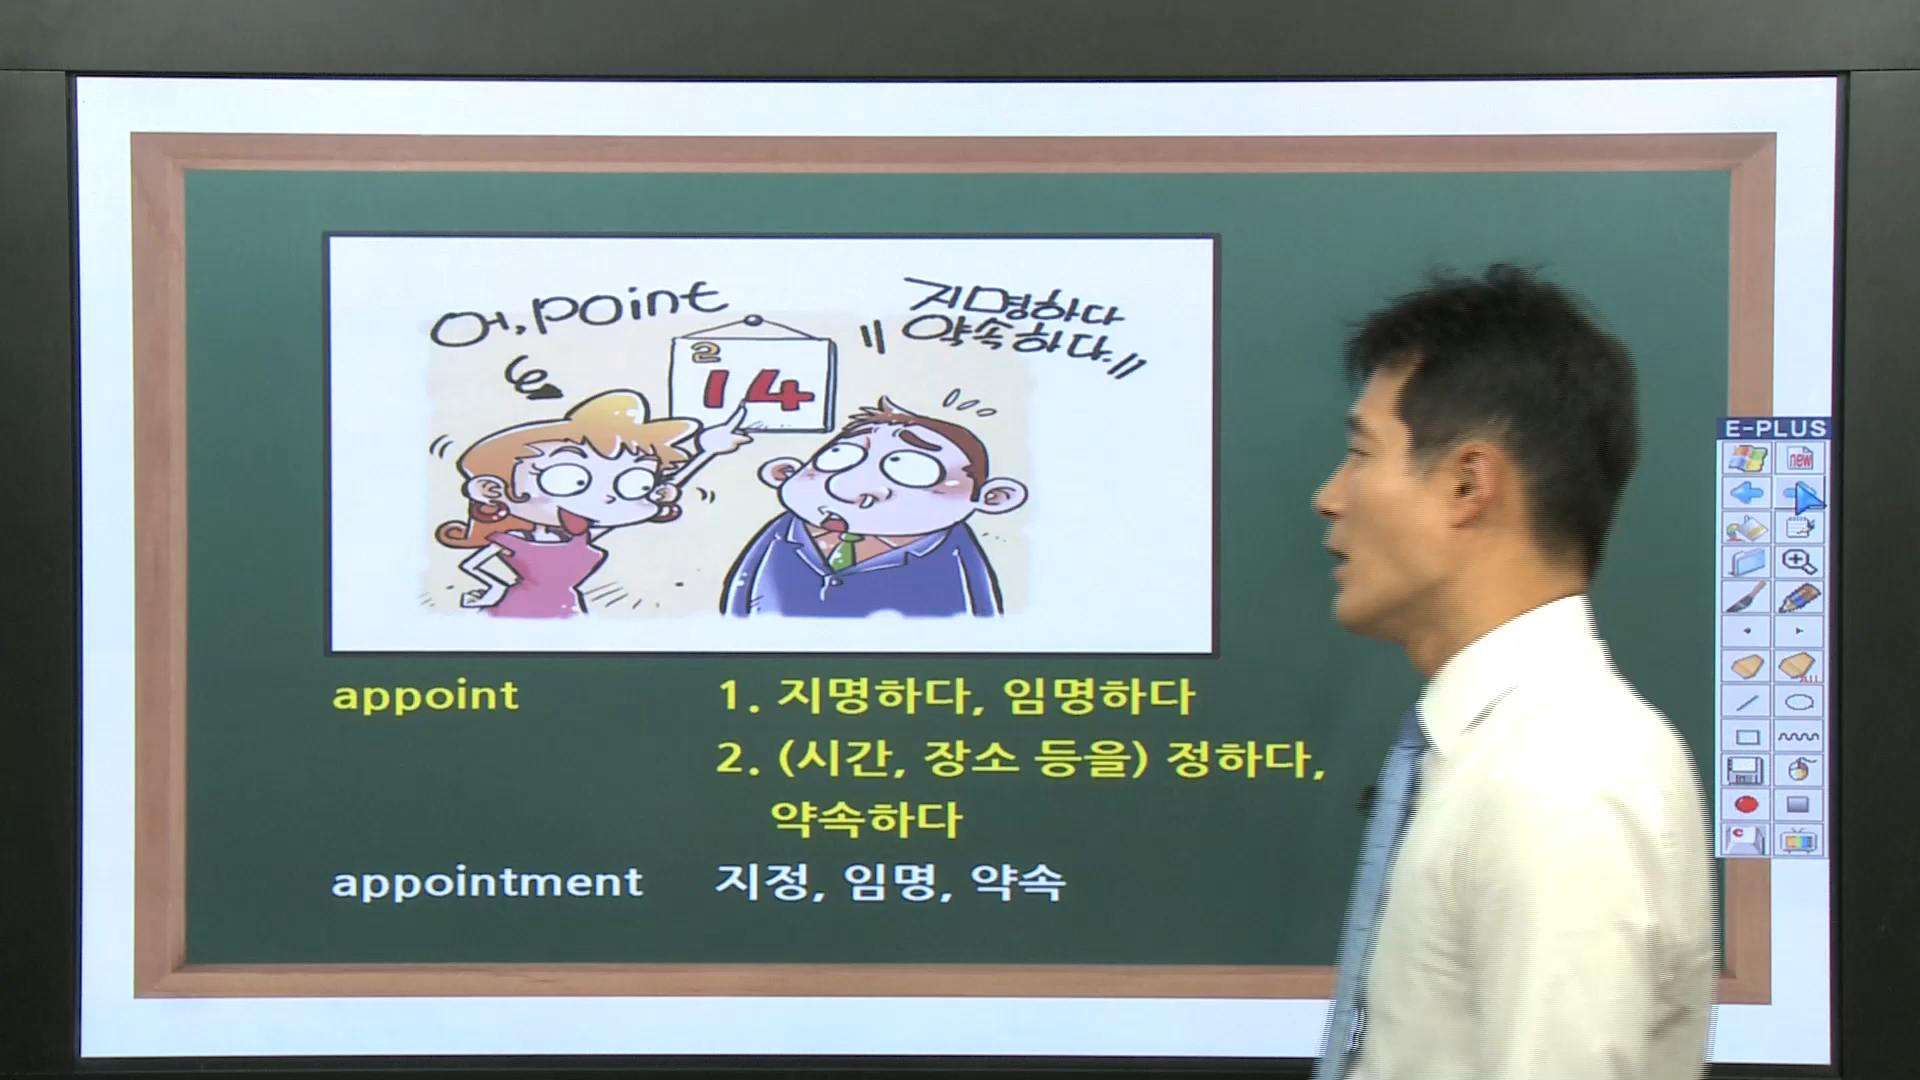 어, point
지명하다
약속하다.
2
14
E-PLUS
new
appoint 1. 지명하다, 임명하다
2. (시간, 장소 등을) 정하다,
약속하다
appointment 지정, 임명, 약속